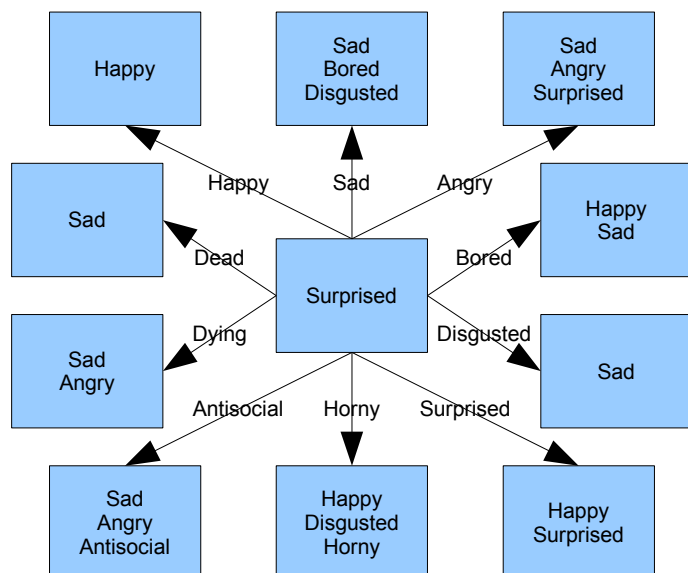 Happy
Sad
Bored
Disgusted
Sad
Angry
Surprised
Happy
Sad
Angry
Sad
Happy
Sad
Dead
Bored
Surprised
Sad
Angry
Dying
Disgusted
Sad
Antisocial
Horny
Surprised
Sad
Angry
Antisocial
Happy
Disgusted
Horny
Happy
Surprised